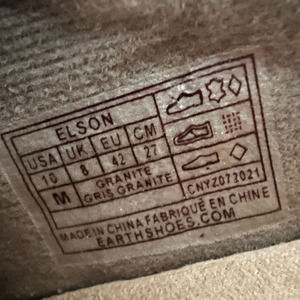 ELSON
USA UK EU CM
10 8 42 27
M GRANITE
GRIS GRANITE
CNYZ072021
MADE IN CHINA FABRIQUÉ EN CHINE
EARTHSHOES.COM